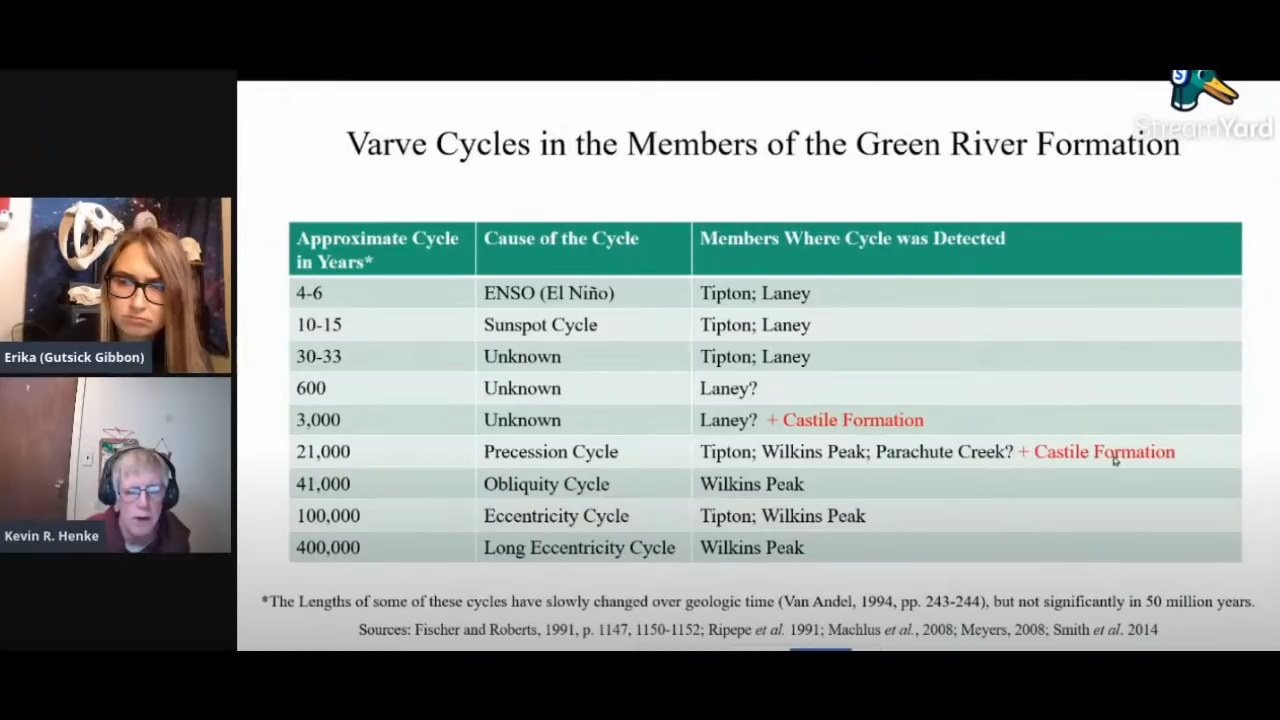 StreamYard
Varve Cycles in the Members of the Green River Formation
Approximate Cycle in Years* Cause of the Cycle Members Where Cycle was Detected
4-6 ENSO (El Niño) Tipton; Laney
10-15 Sunspot Cycle Tipton; Laney
30-33 Unknown Tipton; Laney
600 Unknown Laney?
3,000 Unknown Laney? + Castile Formation
21,000 Precession Cycle Tipton; Wilkins Peak; Parachute Creek? + Castile Formation
41,000 Obliquity Cycle Wilkins Peak
100,000 Eccentricity Cycle Tipton; Wilkins Peak
400,000 Long Eccentricity Cycle Wilkins Peak
*The Lengths of some of these cycles have slowly changed over geologic time (Van Andel, 1994, pp. 243-244), but not significantly in 50 million years.
Sources: Fischer and Roberts, 1991, p. 1147, 1150-1152; Ripepe et al. 1991; Machlus et al., 2008; Meyers, 2008; Smith et al. 2014
Erika (Gutsick Gibbon)
Kevin R. Henke